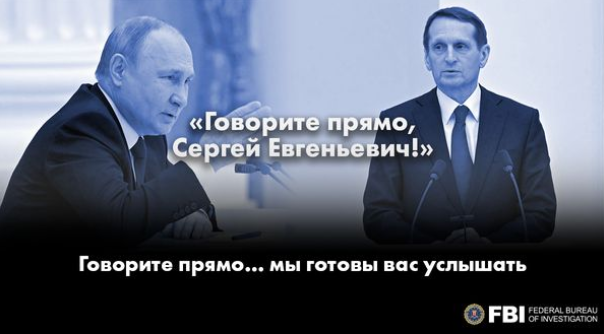 «Говорите прямо,
Сергей Евгеньевич!»
Говорите прямо... мы готовы вас услышать
FBI FEDERAL BUREAU
OF INVESTIGATION